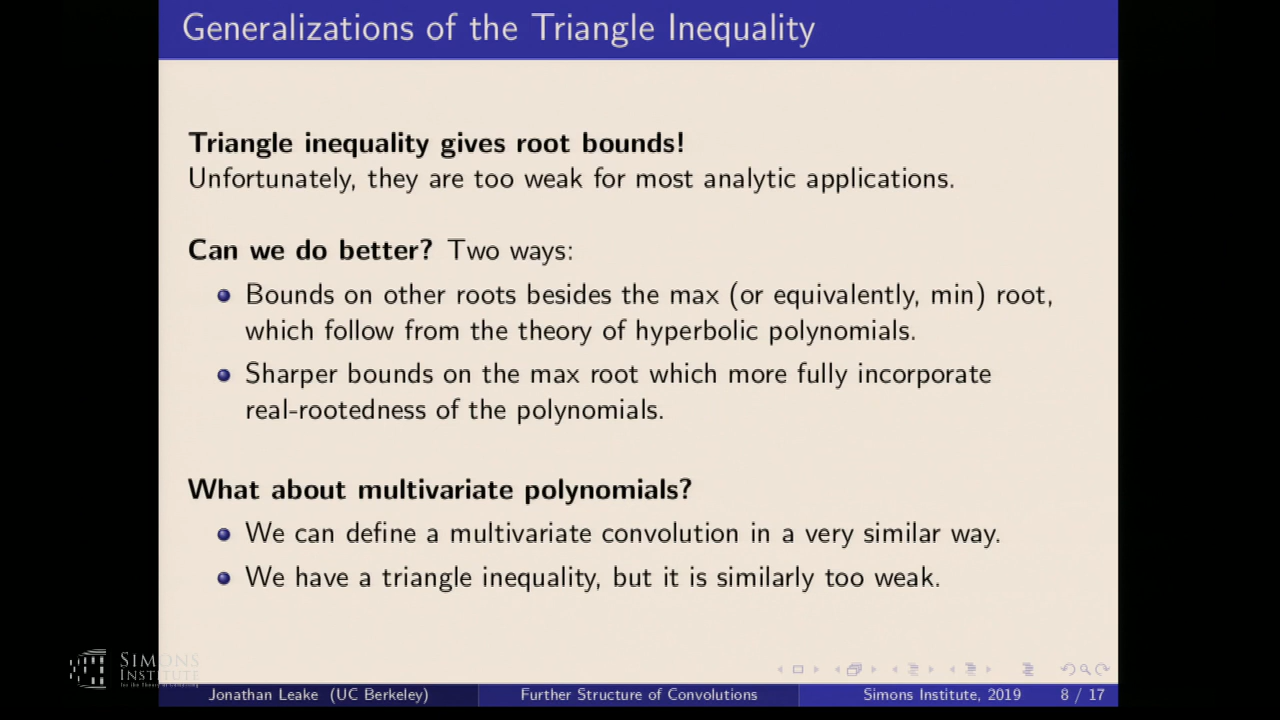 Generalizations of the Triangle Inequality
Triangle inequality gives root bounds!
Unfortunately, they are too weak for most analytic applications.
Can we do better? Two ways:
Bounds on other roots besides the max (or equivalently, min) root,
which follow from the theory of hyperbolic polynomials.
Sharper bounds on the max root which more fully incorporate
real-rootedness of the polynomials.
What about multivariate polynomials?
We can define a multivariate convolution in a very similar way.
We have a triangle inequality, but it is similarly too weak.
SIMONS
INSTITUTE
for the Theory of Computing
Jonathan Leake (UC Berkeley)
Further Structure of Convolutions
Simons Institute, 2019
8 / 17